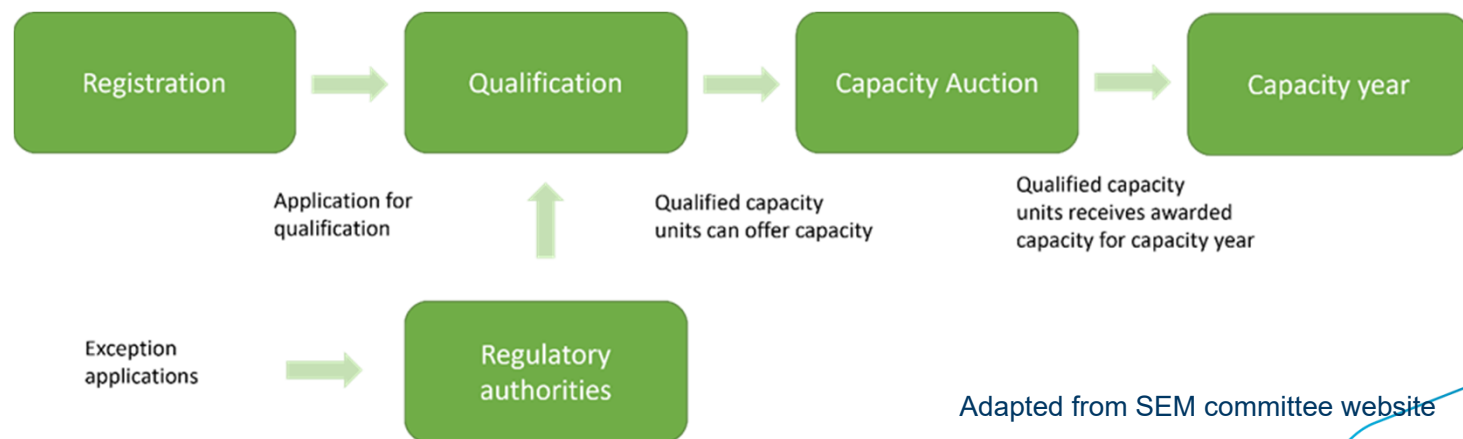 Registration
Qualification
Capacity Auction
Capacity year
Application for
qualification
Qualified capacity
units can offer capacity
Qualified capacity
units receives awarded
capacity for capacity year
Exception
applications
Regulatory
authorities
Adapted from SEM committee website